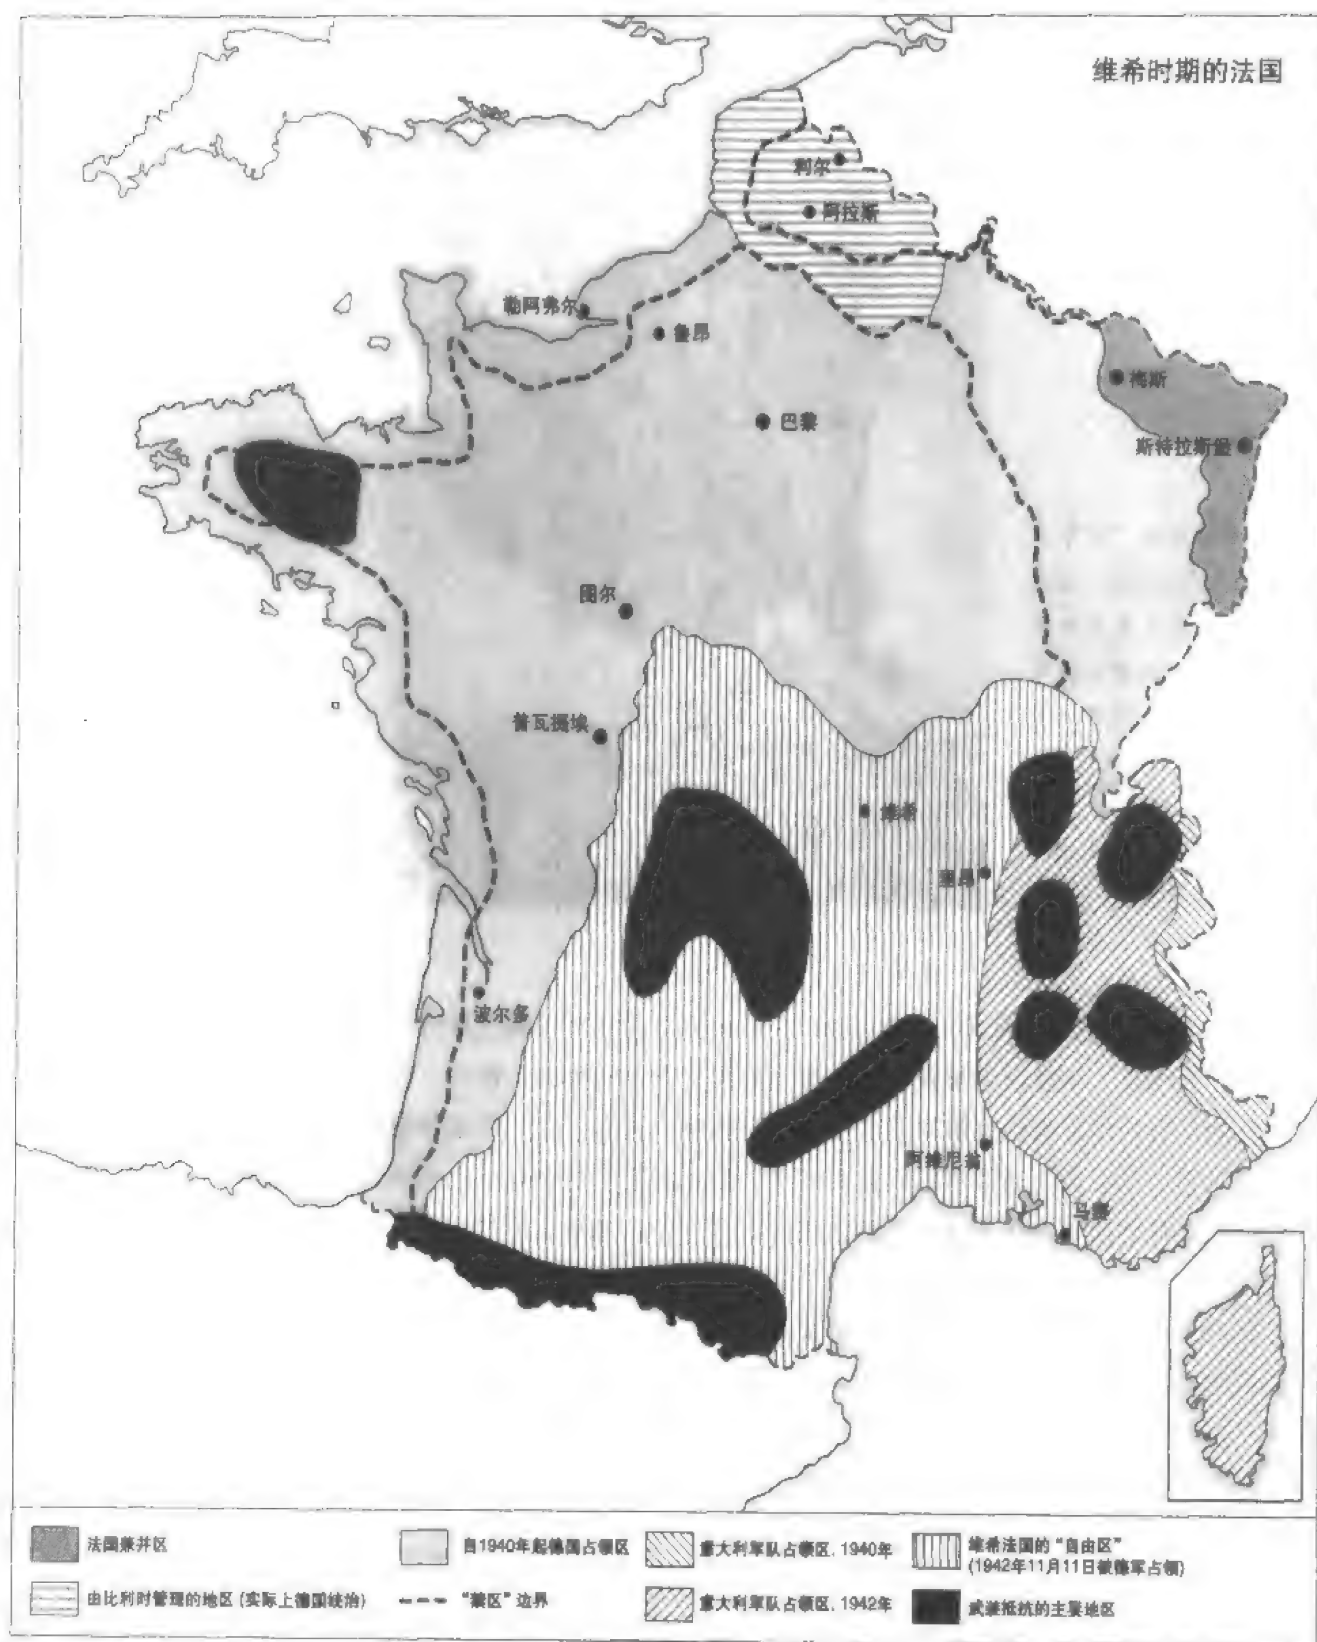 维希时期的法国
利尔
阿拉斯
勒阿弗尔
鲁昂
梅斯
巴黎
斯特拉斯堡
图尔
普瓦提埃
维希
里昂
波尔多
阿维尼翁
马赛
法国兼并区
自1940年起德国占领区
意大利军队占领区, 1940年
维希法国的“自由区”
(1942年11月11日被德军占领)
由比利时管理的地区 (实际上德国统治)
“禁区” 边界
意大利军队占领区, 1942年
武装抵抗的主要地区